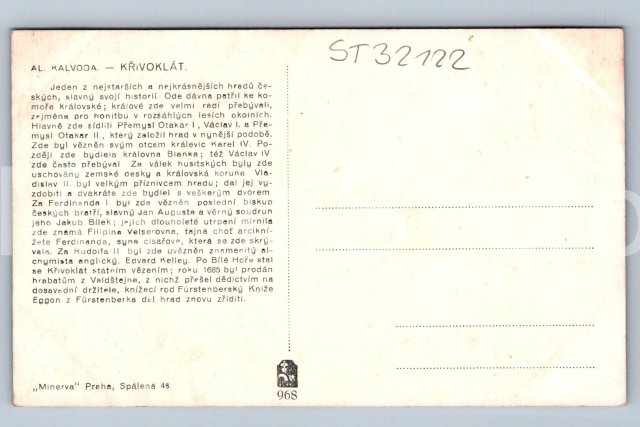 ST32122
AL. KALVODA. — KŘIVOKLÁT.
Jeden z nejstarších a nejkrásnějších hradů če-
ských, slavný svojí historií. Ode dávna patřil ke ko-
moře královské; králové zde velmi rádi přebývali,
zejména pro honitbu v rozsáhlých lesích okolních.
Hlavně zde sídlili Přemysl Otakar I., Václav I. a Pře-
mysl Otakar II., který založil hrad v nynější podobě.
Zde byl vězněn svým otcem králevic Karel IV. Po-
zději zde bydlela královna Blanka; též Václav IV
zde často přebýval. Za válek husitských byly zde
uschovány zemské desky a královská koruna. Vla-
dislav II. byl velkým příznivcem hradu; dal jej vy-
zdobiti a dvakráte zde bydlel s veškerým dvorem.
Za Ferdinanda I. byl zde vězněn poslední biskup
českých bratří, slavný Jan Augusta a věrný soudruh
jeho Jakub Bílek; jejich dlouholeté utrpení mírnila
zde známá Filipina Velserovna, tajná choť arcikní-
žete Ferdinanda, syna císařova, která se zde skrý-
vala. Za Rudolfa II. byl zde uvězněn znamenitý al-
chymista anglický, Edvard Kelley. Po Bílé Hoře stal
se Křivoklát státním vězením; roku 1685 byl prodán
hrabatům z Valdštejna, z nichž přešel dědictvím na
dosavední držitele, knížecí rod Fürstenberský Kníže
Eggon z Fürstenberka dal hrad znovu zříditi.
„Minerva" Praha, Spálená 48
968